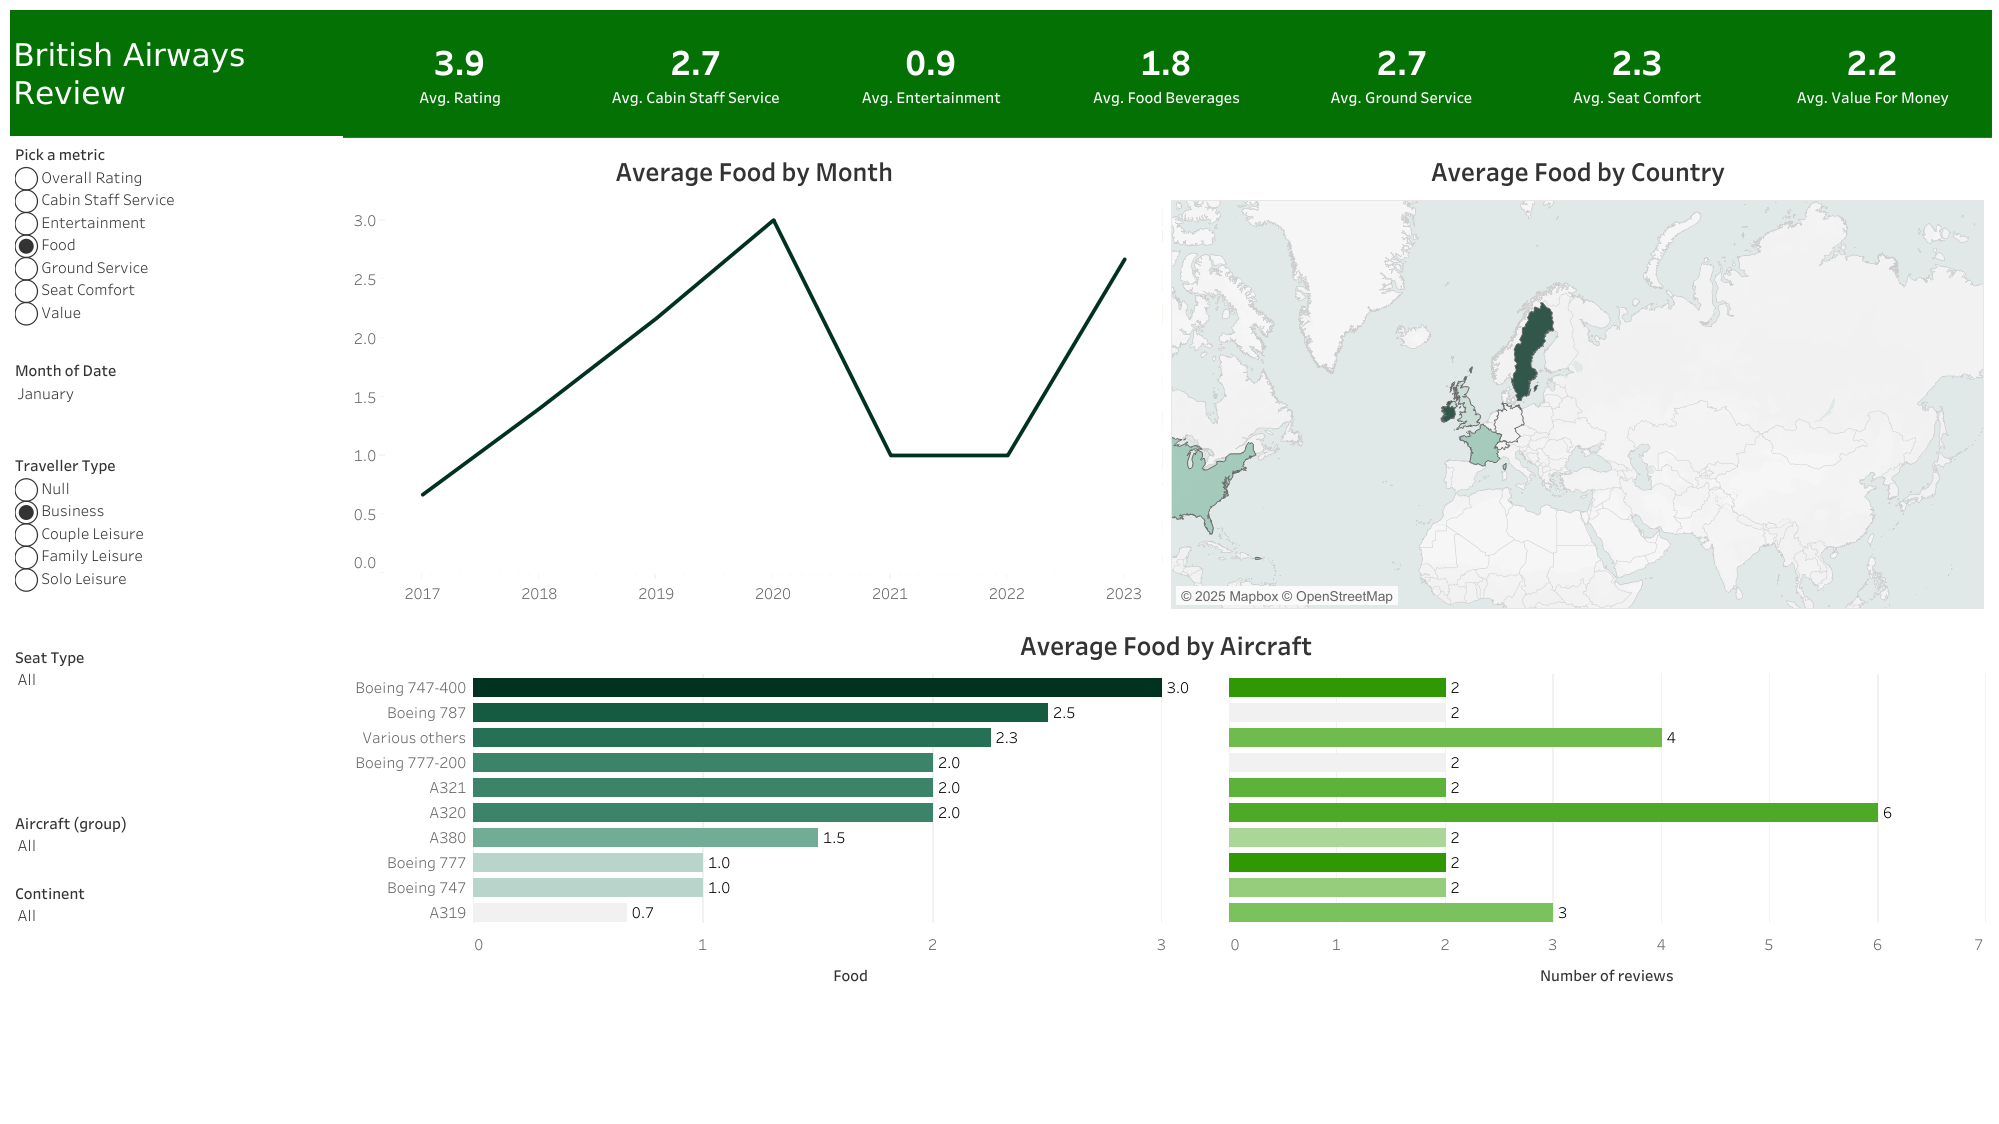 British Airways
Review
3.9
Avg. Rating
2.7
Avg. Cabin Staff Service
0.9
Avg. Entertainment
1.8
Avg. Food Beverages
2.7
Avg. Ground Service
2.3
Avg. Seat Comfort
2.2
Avg. Value For Money
Pick a metric
Overall Rating
Cabin Staff Service
Entertainment
Food
Ground Service
Seat Comfort
Value
Month of Date
January
Traveller Type
Null
Business
Couple Leisure
Family Leisure
Solo Leisure
Seat Type
All
Aircraft (group)
All
Continent
All
Average Food by Month
3.0
2.5
2.0
1.5
1.0
0.5
0.0
2017 2018 2019 2020 2021 2022 2023
Average Food by Country
© 2025 Mapbox © OpenStreetMap
Average Food by Aircraft
Boeing 747-400 3.0 2
Boeing 787 2.5 2
Various others 2.3 4
Boeing 777-200 2.0 2
A321 2.0 2
A320 2.0 6
A380 1.5 2
Boeing 777 1.0 2
Boeing 747 1.0 2
A319 0.7 3
0 1 2 3 0 1 2 3 4 5 6 7
Food Number of reviews